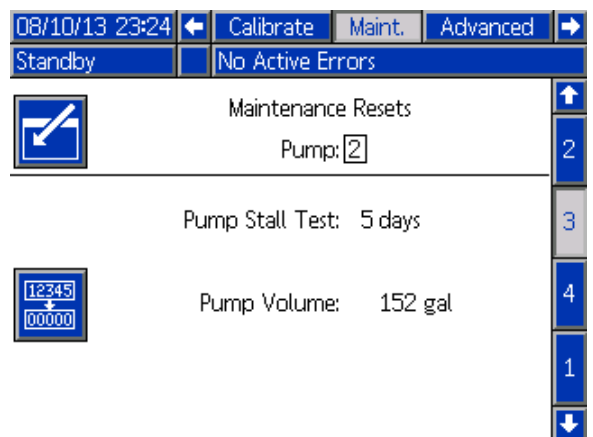 08/10/13 23:24 Calibrate Maint. Advanced
Standby No Active Errors
Maintenance Resets
Pump: 2
2
Pump Stall Test: 5 days
3
12345
00000
Pump Volume: 152 gal
4
1